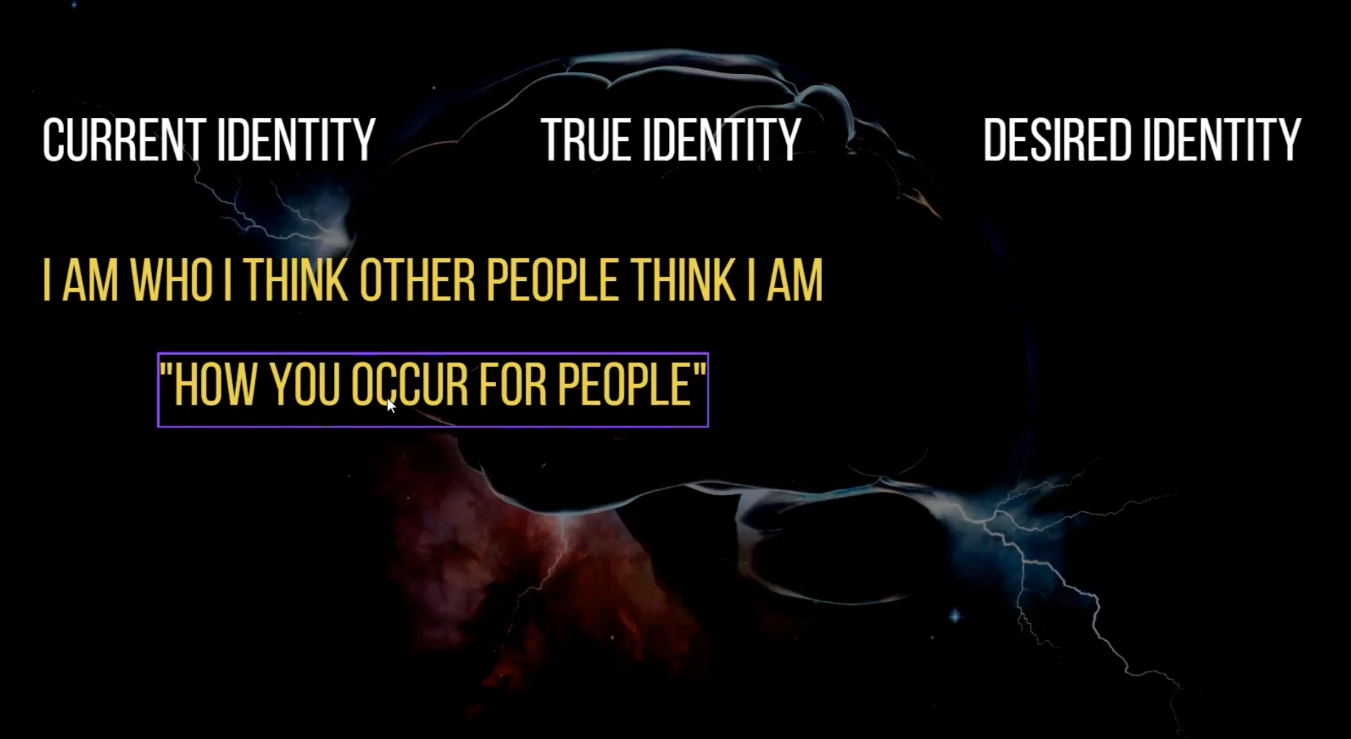 CURRENT IDENTITY TRUE IDENTITY DESIRED IDENTITY
I AM WHO I THINK OTHER PEOPLE THINK I AM
"HOW YOU OCCUR FOR PEOPLE"